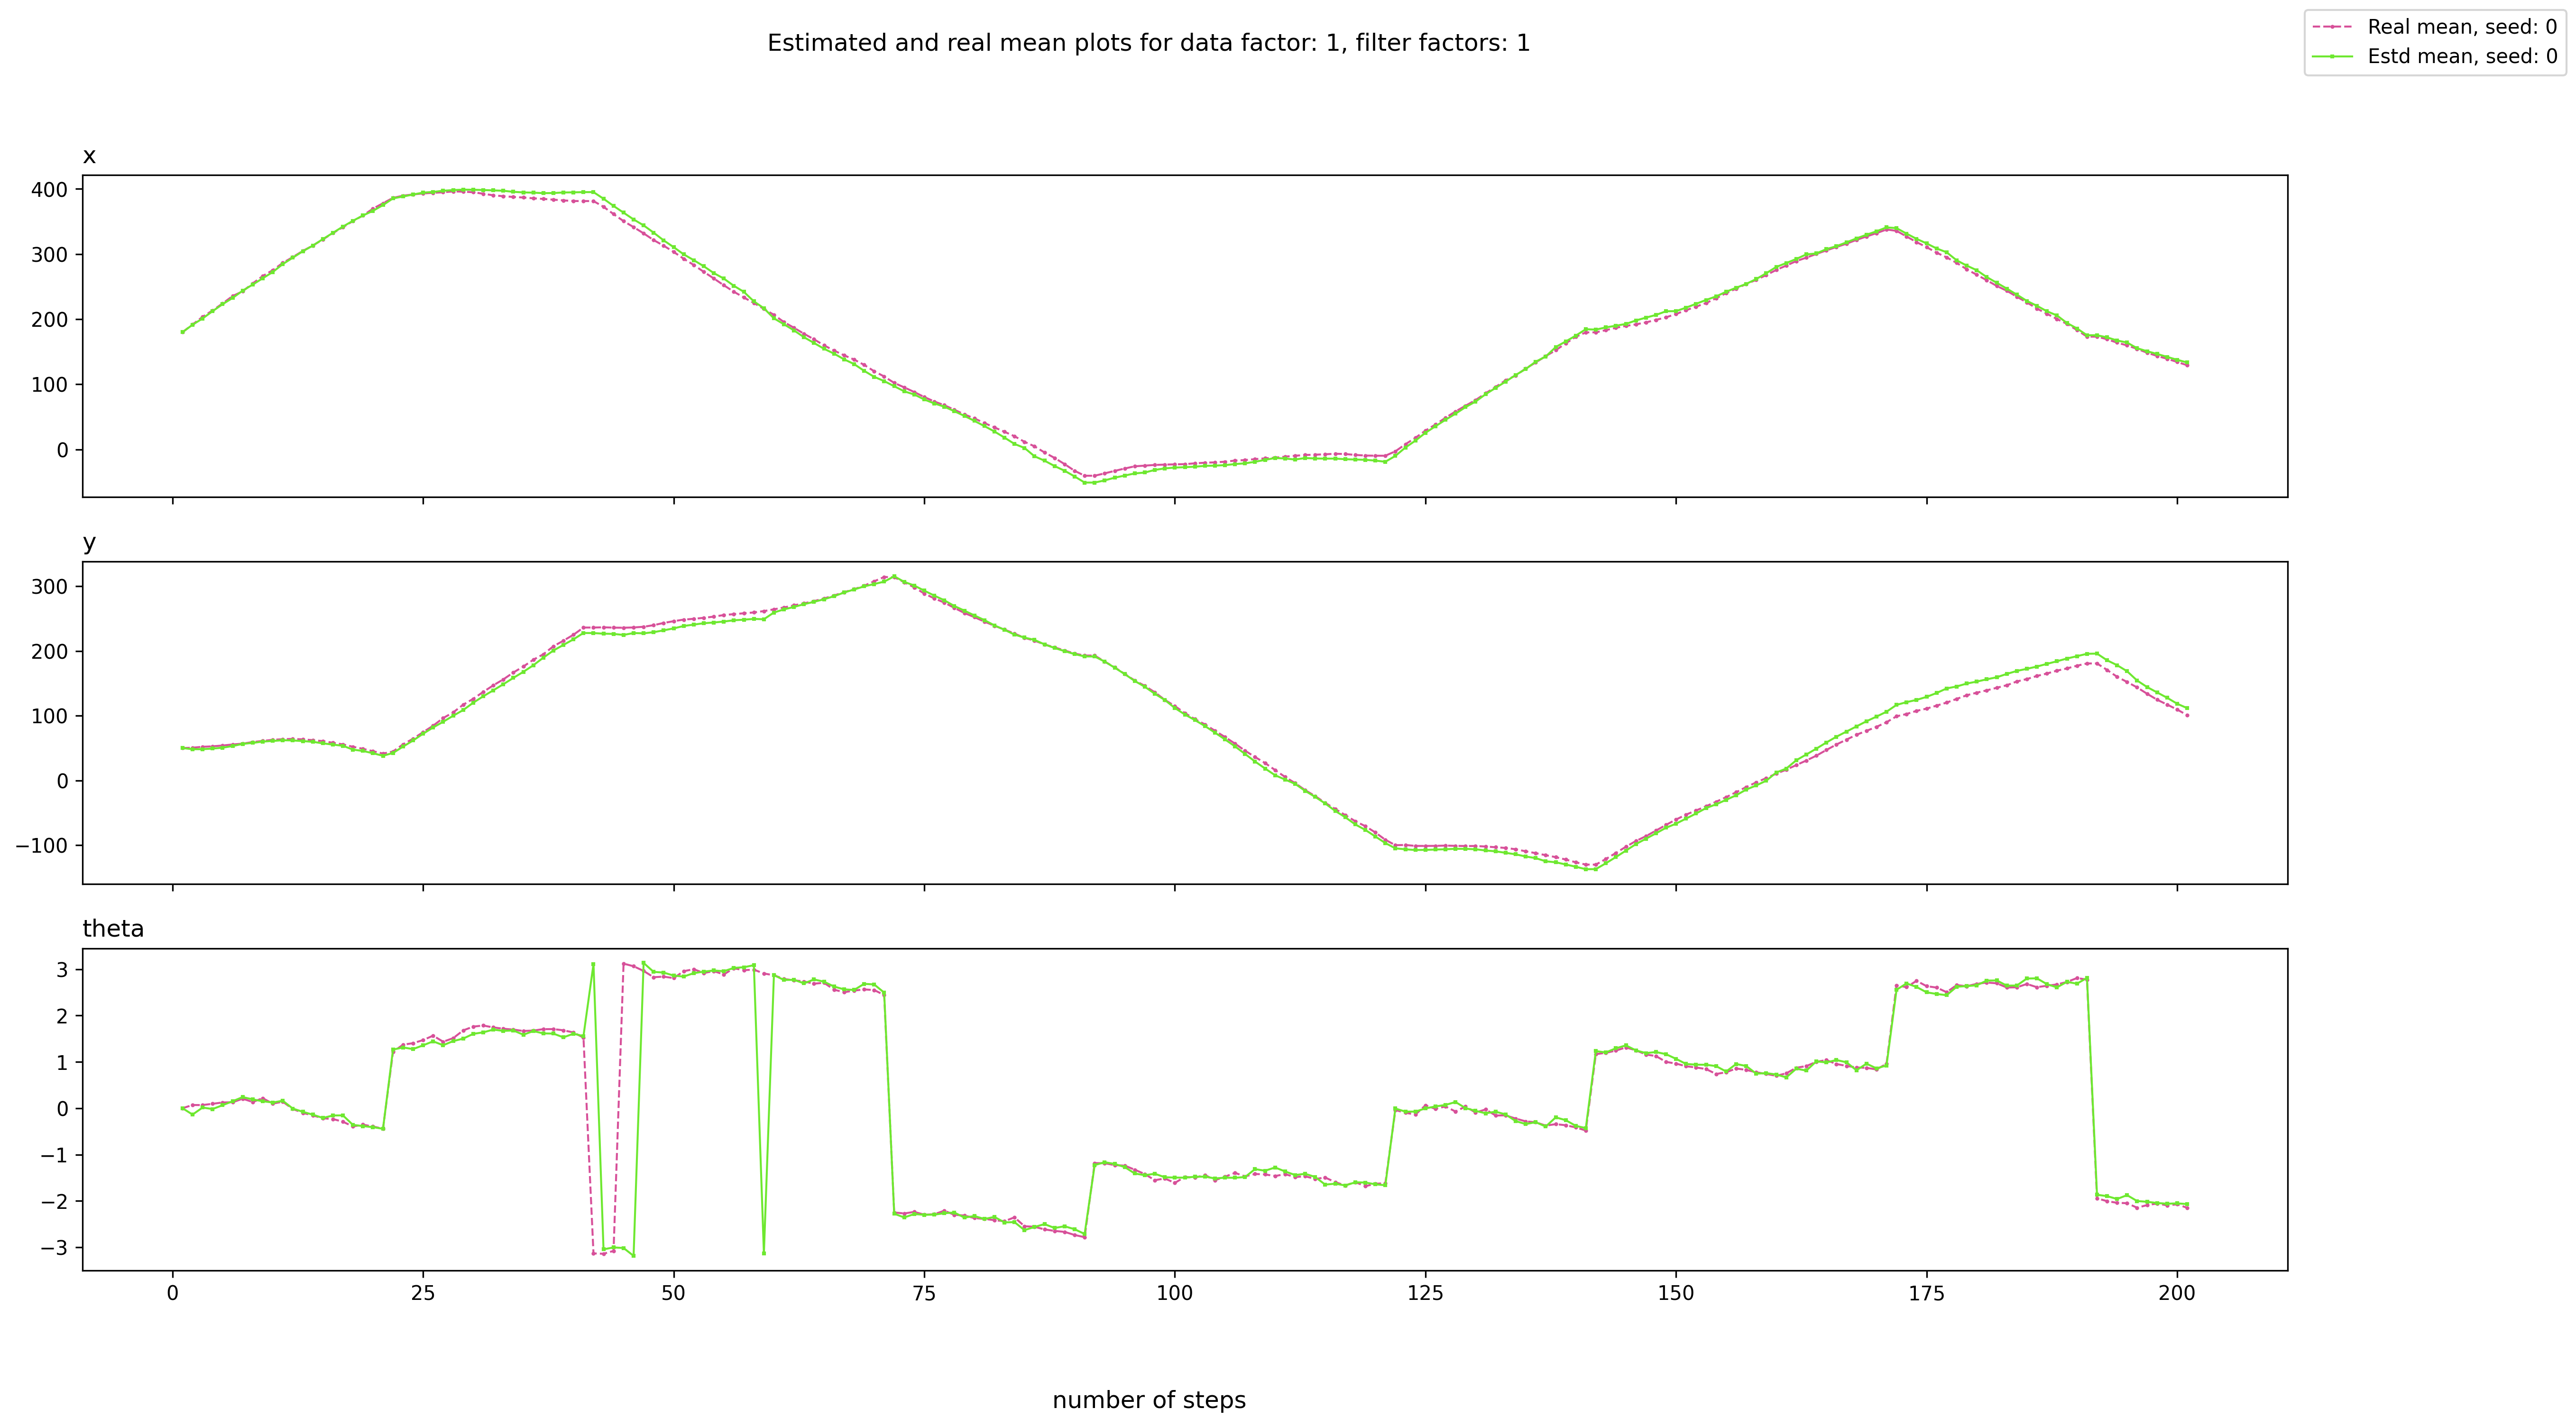 Estimated and real mean plots for data factor: 1, filter factors: 1
Real mean, seed: 0
Estd mean, seed: 0
x
400
300
200
100
0
y
300
200
100
0
−100
theta
3
2
1
0
−1
−2
−3
0 25 50 75 100 125 150 175 200
number of steps